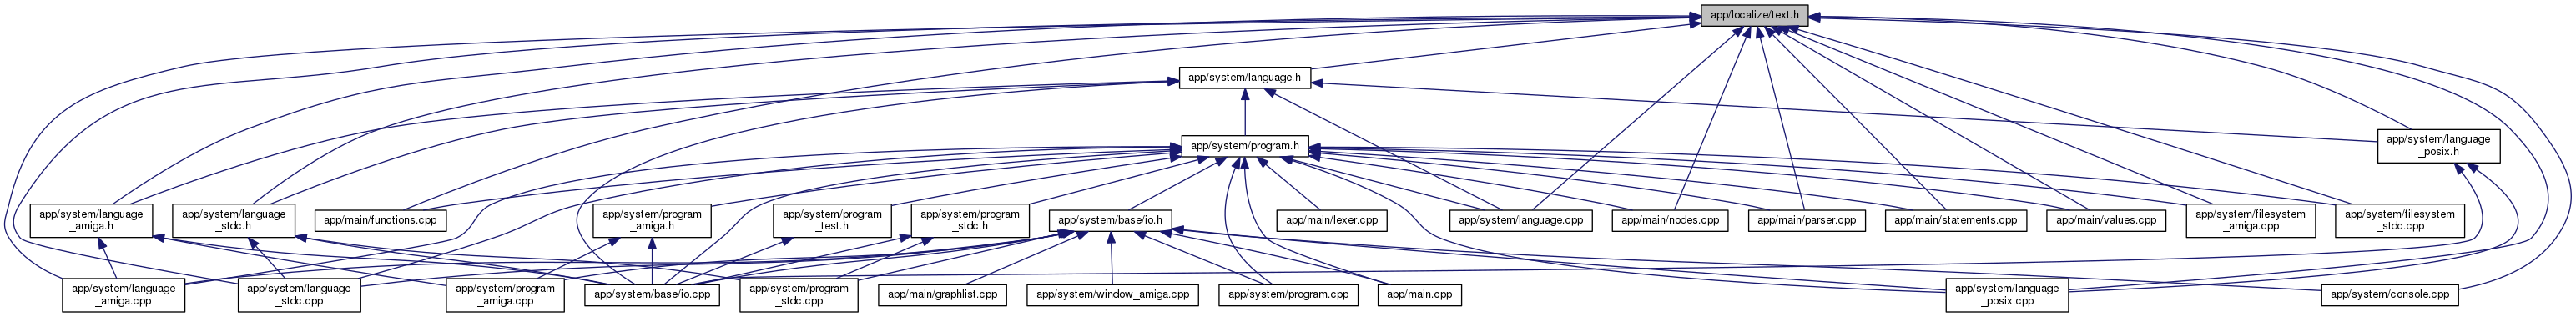 app/localize/text.h
app/system/language.h
app/system/program.h
app/system/language
_posix.h
app/system/language
_amiga.h
app/system/language
_stdc.h
app/main/functions.cpp
app/system/program
_amiga.h
app/system/program
_test.h
app/system/program
_stdc.h
app/system/base/io.h
app/main/lexer.cpp
app/system/language.cpp
app/main/nodes.cpp
app/main/parser.cpp
app/main/statements.cpp
app/main/values.cpp
app/system/filesystem
_amiga.cpp
app/system/filesystem
_stdc.cpp
app/system/language
_amiga.cpp
app/system/language
_stdc.cpp
app/system/program
_amiga.cpp
app/system/base/io.cpp
app/system/program
_stdc.cpp
app/main/graphlist.cpp
app/system/window_amiga.cpp
app/system/program.cpp
app/main.cpp
app/system/language
_posix.cpp
app/system/console.cpp